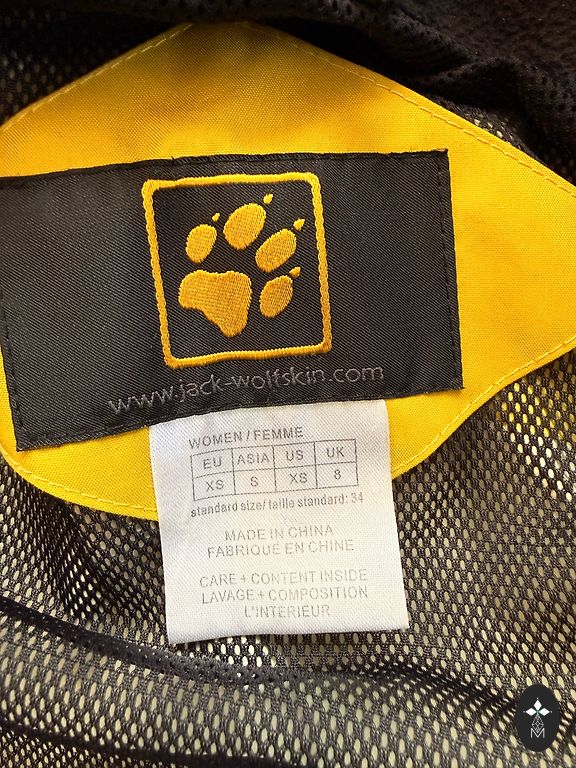 www.jack-wolfskin.com
WOMEN / FEMME
EU ASIA US UK
XS S XS 8
standard size/ taille standard: 34
MADE IN CHINA
FABRIQUÉ EN CHINE
CARE + CONTENT INSIDE
LAVAGE + COMPOSITION
L'INTERIEUR
M